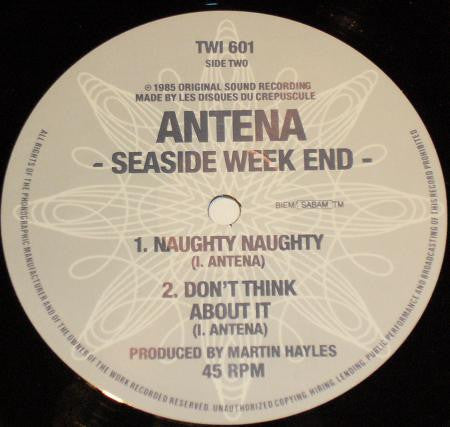 TWI 601
SIDE TWO
℗ 1985 ORIGINAL SOUND RECORDING
MADE BY LES DISQUES DU CREPUSCULE
ANTENA
- SEASIDE WEEK END -
BIEM/ SABAM ™
1. NAUGHTY NAUGHTY
(I. ANTENA)
2. DON'T THINK
ABOUT IT
(I. ANTENA)
PRODUCED BY MARTIN HAYLES
45 RPM
ALL RIGHTS OF THE PHONOGRAPHIC MANUFACTURER AND OF THE OWNER OF THE WORK RECORDED RESERVED. UNAUTHORIZED COPYING, HIRING, LENDING, PUBLIC PERFORMANCE AND BROADCASTING OF THIS RECORD PROHIBITED